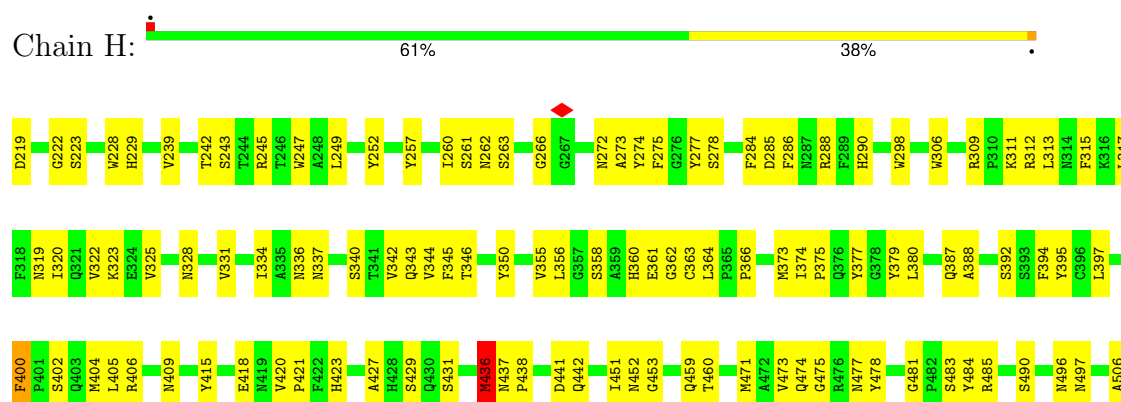 Chain H:
61%
38%
D219 G222 S223 W228 H229 V239 T242 S243 T244 R245 T246 W247 A248 L249 Y252 Y257 I260 S261 N262 S263 G266 G267 N272 A273 Y274 F275 G276 Y277 S278 F284 D285 F286 N287 R288 F289 H290 W298 W306 R309 P310 K311 R312 L313 N314 F315 K316
F318 N319 I320 Q321 V322 K323 E324 V325 N328 V331 I334 A335 N336 N337 S340 T341 V342 Q343 V344 F345 T346 Y350 V355 L356 G357 S358 A359 H360 E361 G362 C363 L364 P365 P366 M373 I374 P375 Q376 Y377 G378 Y379 L380 Q387 A388 S392 S393 F394 Y395 C396 L397
F400 P401 S402 Q403 M404 L405 R406 N409 Y415 E418 N419 V420 P421 F422 H423 A427 H428 S429 Q430 S431 M436 N437 P438 D441 Q442 I451 N452 G453 Q459 T460 M471 A472 V473 Q474 G475 R476 N477 Y478 G481 P482 S483 Y484 R485 S490 N496 N497 A506